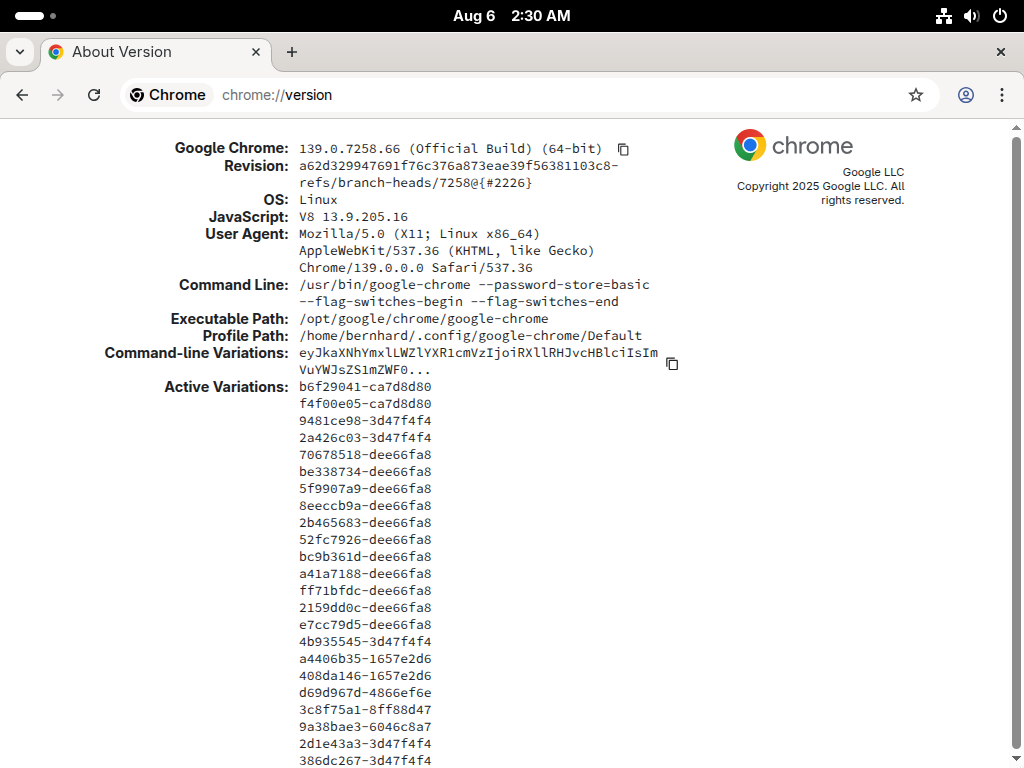 Aug 6 2:30 AM
About Version
Chrome chrome://version
Google Chrome: 139.0.7258.66 (Official Build) (64-bit)
Revision: a62d329947691f76c376a873eae39f56381103c8-
refs/branch-heads/7258@{#2226}
OS: Linux
JavaScript: V8 13.9.205.16
User Agent: Mozilla/5.0 (X11; Linux x86_64)
AppleWebKit/537.36 (KHTML, like Gecko)
Chrome/139.0.0.0 Safari/537.36
Command Line: /usr/bin/google-chrome --password-store=basic
--flag-switches-begin --flag-switches-end
Executable Path: /opt/google/chrome/google-chrome
Profile Path: /home/bernhard/.config/google-chrome/Default
Command-line Variations: eyJkaXNhYmxlLWZlYXR1cmVzIjoiRXllRHJvcHBlciIsIm
VuYWJsZS1mZWF0...
Active Variations: b6f29041-ca7d8d80
f4f00e05-ca7d8d80
9481ce98-3d47f4f4
2a426c03-3d47f4f4
70678518-dee66fa8
be338734-dee66fa8
5f9907a9-dee66fa8
8eeccb9a-dee66fa8
2b465683-dee66fa8
52fc7926-dee66fa8
bc9b361d-dee66fa8
a41a7188-dee66fa8
ff71bfdc-dee66fa8
2159dd0c-dee66fa8
e7cc79d5-dee66fa8
4b935545-3d47f4f4
a4406b35-1657e2d6
408da146-1657e2d6
d69d967d-4866ef6e
3c8f75a1-8ff88d47
9a38bae3-6046c8a7
2d1e43a3-3d47f4f4
386dc267-3d47f4f4
chrome
Google LLC
Copyright 2025 Google LLC. All
rights reserved.